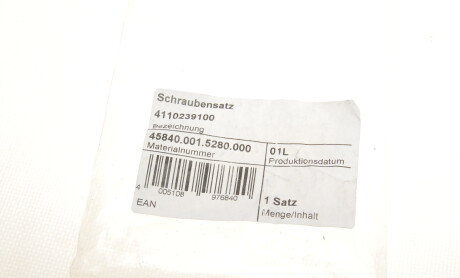 Schraubensatz
4110239100
Bezeichnung
45840.001.5280.000
Materialnummer
01L
Produktionsdatum
4 005108 976840
EAN
1 Satz
Menge/Inhalt